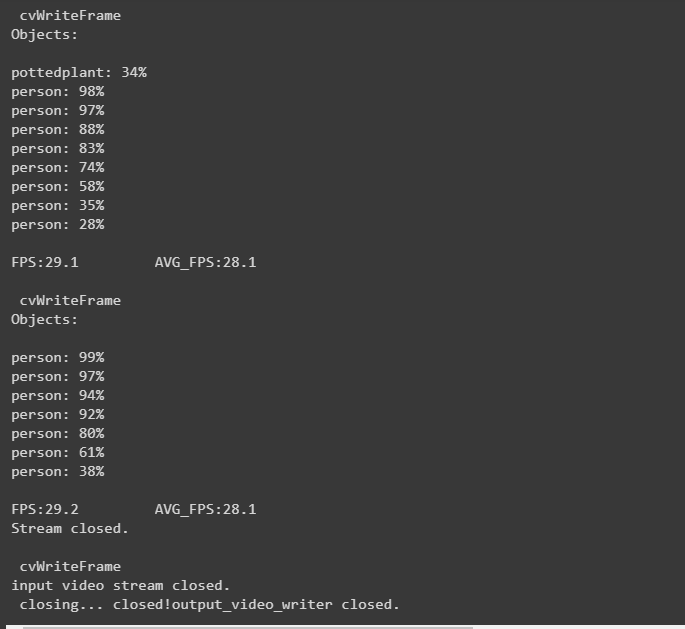 cvWriteFrame
Objects:
pottedplant: 34%
person: 98%
person: 97%
person: 88%
person: 83%
person: 74%
person: 58%
person: 35%
person: 28%
FPS:29.1 AVG_FPS:28.1
cvWriteFrame
Objects:
person: 99%
person: 97%
person: 94%
person: 92%
person: 80%
person: 61%
person: 38%
FPS:29.2 AVG_FPS:28.1
Stream closed.
cvWriteFrame
input video stream closed.
closing... closed!output_video_writer closed.